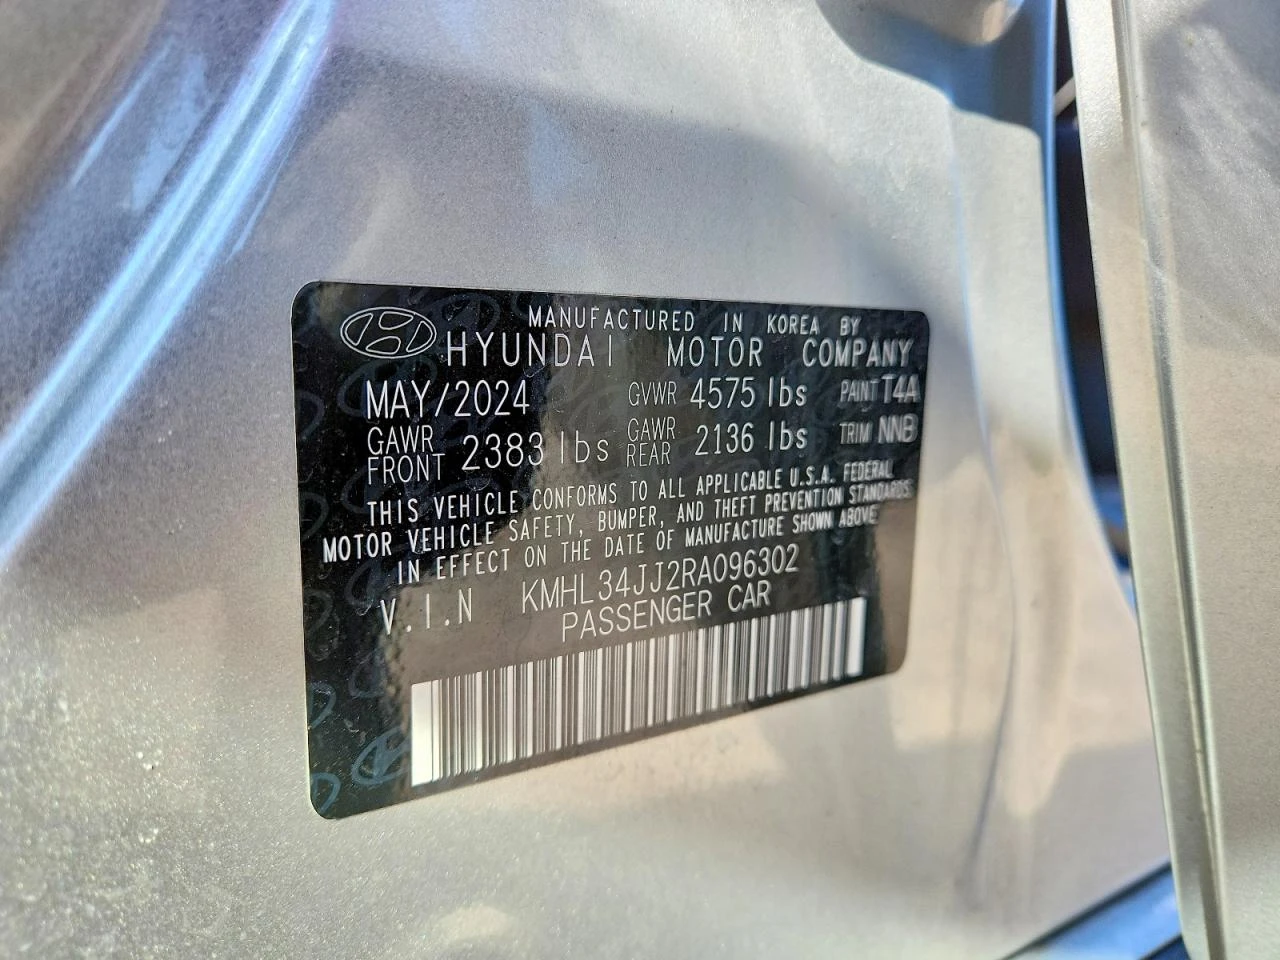 MANUFACTURED IN KOREA BY
HYUNDAI MOTOR COMPANY
MAY/2024 GVWR 4575 lbs PAINT T4A
GAWR FRONT 2383 lbs GAWR REAR 2136 lbs TRIM NNB
THIS VEHICLE CONFORMS TO ALL APPLICABLE U.S.A. FEDERAL
MOTOR VEHICLE SAFETY, BUMPER, AND THEFT PREVENTION STANDARDS
IN EFFECT ON THE DATE OF MANUFACTURE SHOWN ABOVE
V.I.N KMHL34JJ2RA096302
PASSENGER CAR